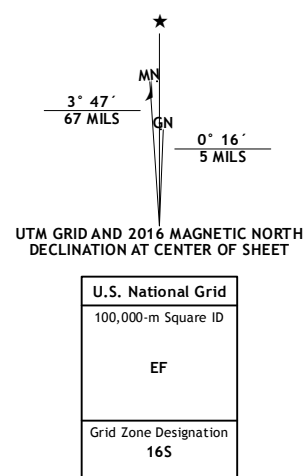 ★
MN
3° 47´
67 MILS
GN
0° 16´
5 MILS
UTM GRID AND 2016 MAGNETIC NORTH
DECLINATION AT CENTER OF SHEET
U.S. National Grid
100,000-m Square ID
EF
Grid Zone Designation
16S